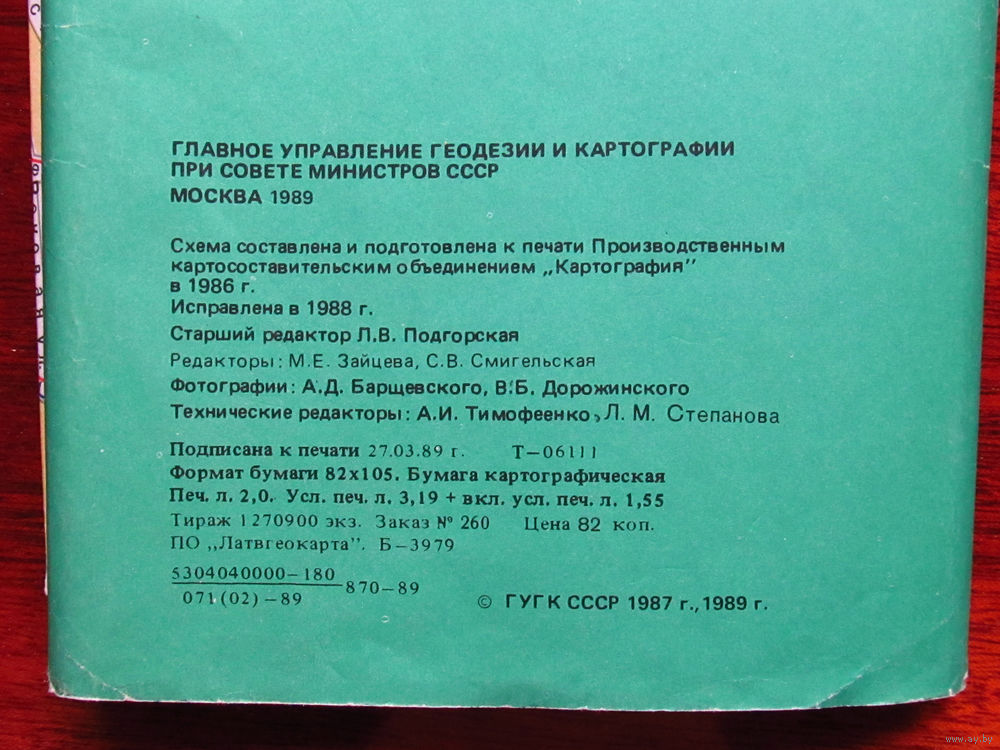 ГЛАВНОЕ УПРАВЛЕНИЕ ГЕОДЕЗИИ И КАРТОГРАФИИ
ПРИ СОВЕТЕ МИНИСТРОВ СССР
МОСКВА 1989
Схема составлена и подготовлена к печати Производственным
картосоставительским объединением „Картография”
в 1986 г.
Исправлена в 1988 г.
Старший редактор Л.В. Подгорская
Редакторы: М.Е. Зайцева, С.В. Смигельская
Фотографии: А.Д. Барщевского, В.Б. Дорожинского
Технические редакторы: А.И. Тимофеенко, Л. М. Степанова
Подписана к печати 27.03.89 г. Т–06111
Формат бумаги 82х105. Бумага картографическая
Печ. л. 2,0. Усл. печ. л. 3,19 + вкл. усл. печ. л. 1,55
Тираж 1270900 экз. Заказ № 260 Цена 82 коп.
ПО „Латвгеокарта”. Б–3979
5304040000–180
071(02)–89
870–89
© ГУГК СССР 1987 г., 1989 г.
www.ay.by